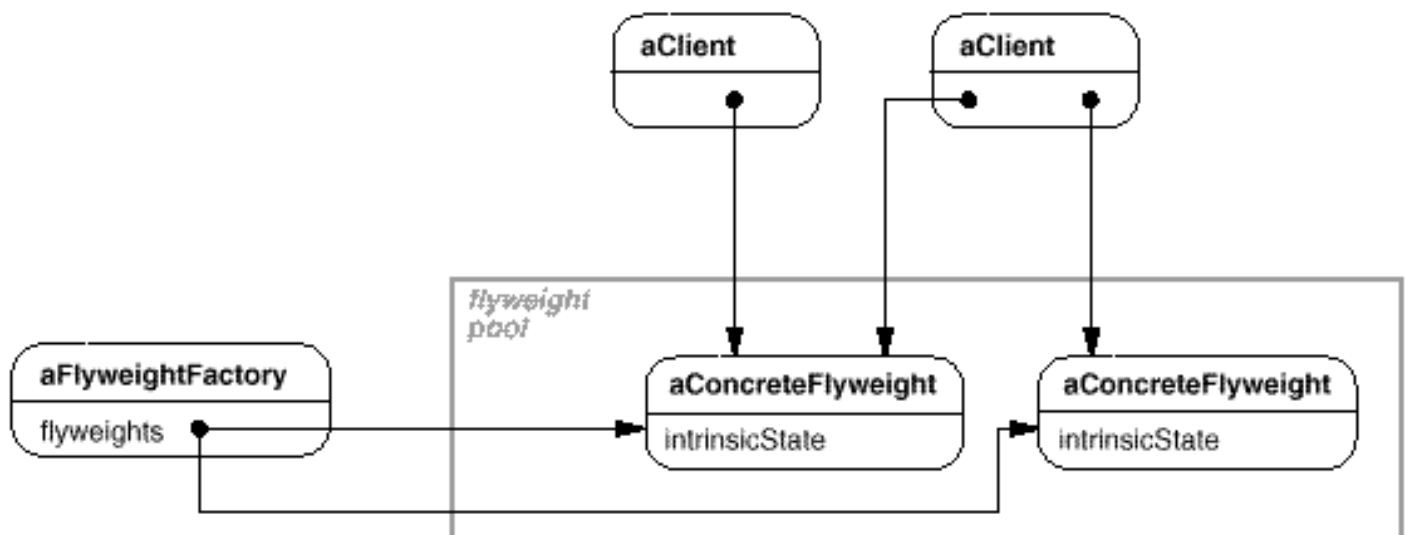 aClient
aClient
flyweight
pool
aFlyweightFactory
flyweights
aConcreteFlyweight
intrinsicState
aConcreteFlyweight
intrinsicState